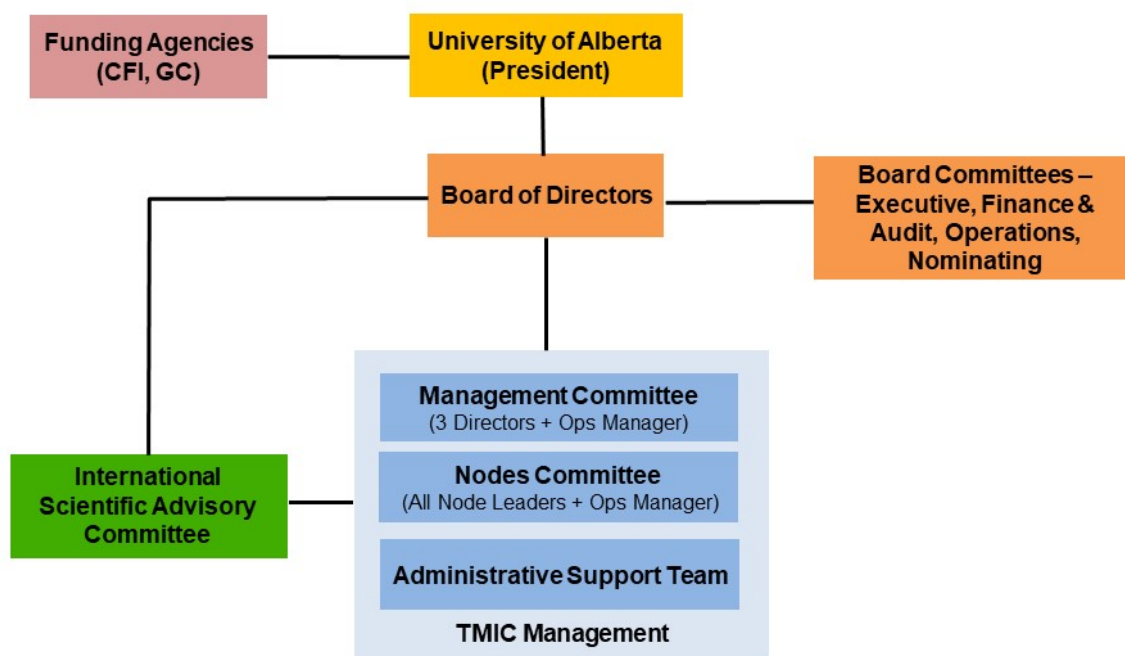 Funding Agencies
(CFI, GC)
University of Alberta
(President)
Board of Directors
Board Committees –
Executive, Finance &
Audit, Operations,
Nominating
Management Committee
(3 Directors + Ops Manager)
Nodes Committee
(All Node Leaders + Ops Manager)
Administrative Support Team
TMIC Management
International
Scientific Advisory
Committee